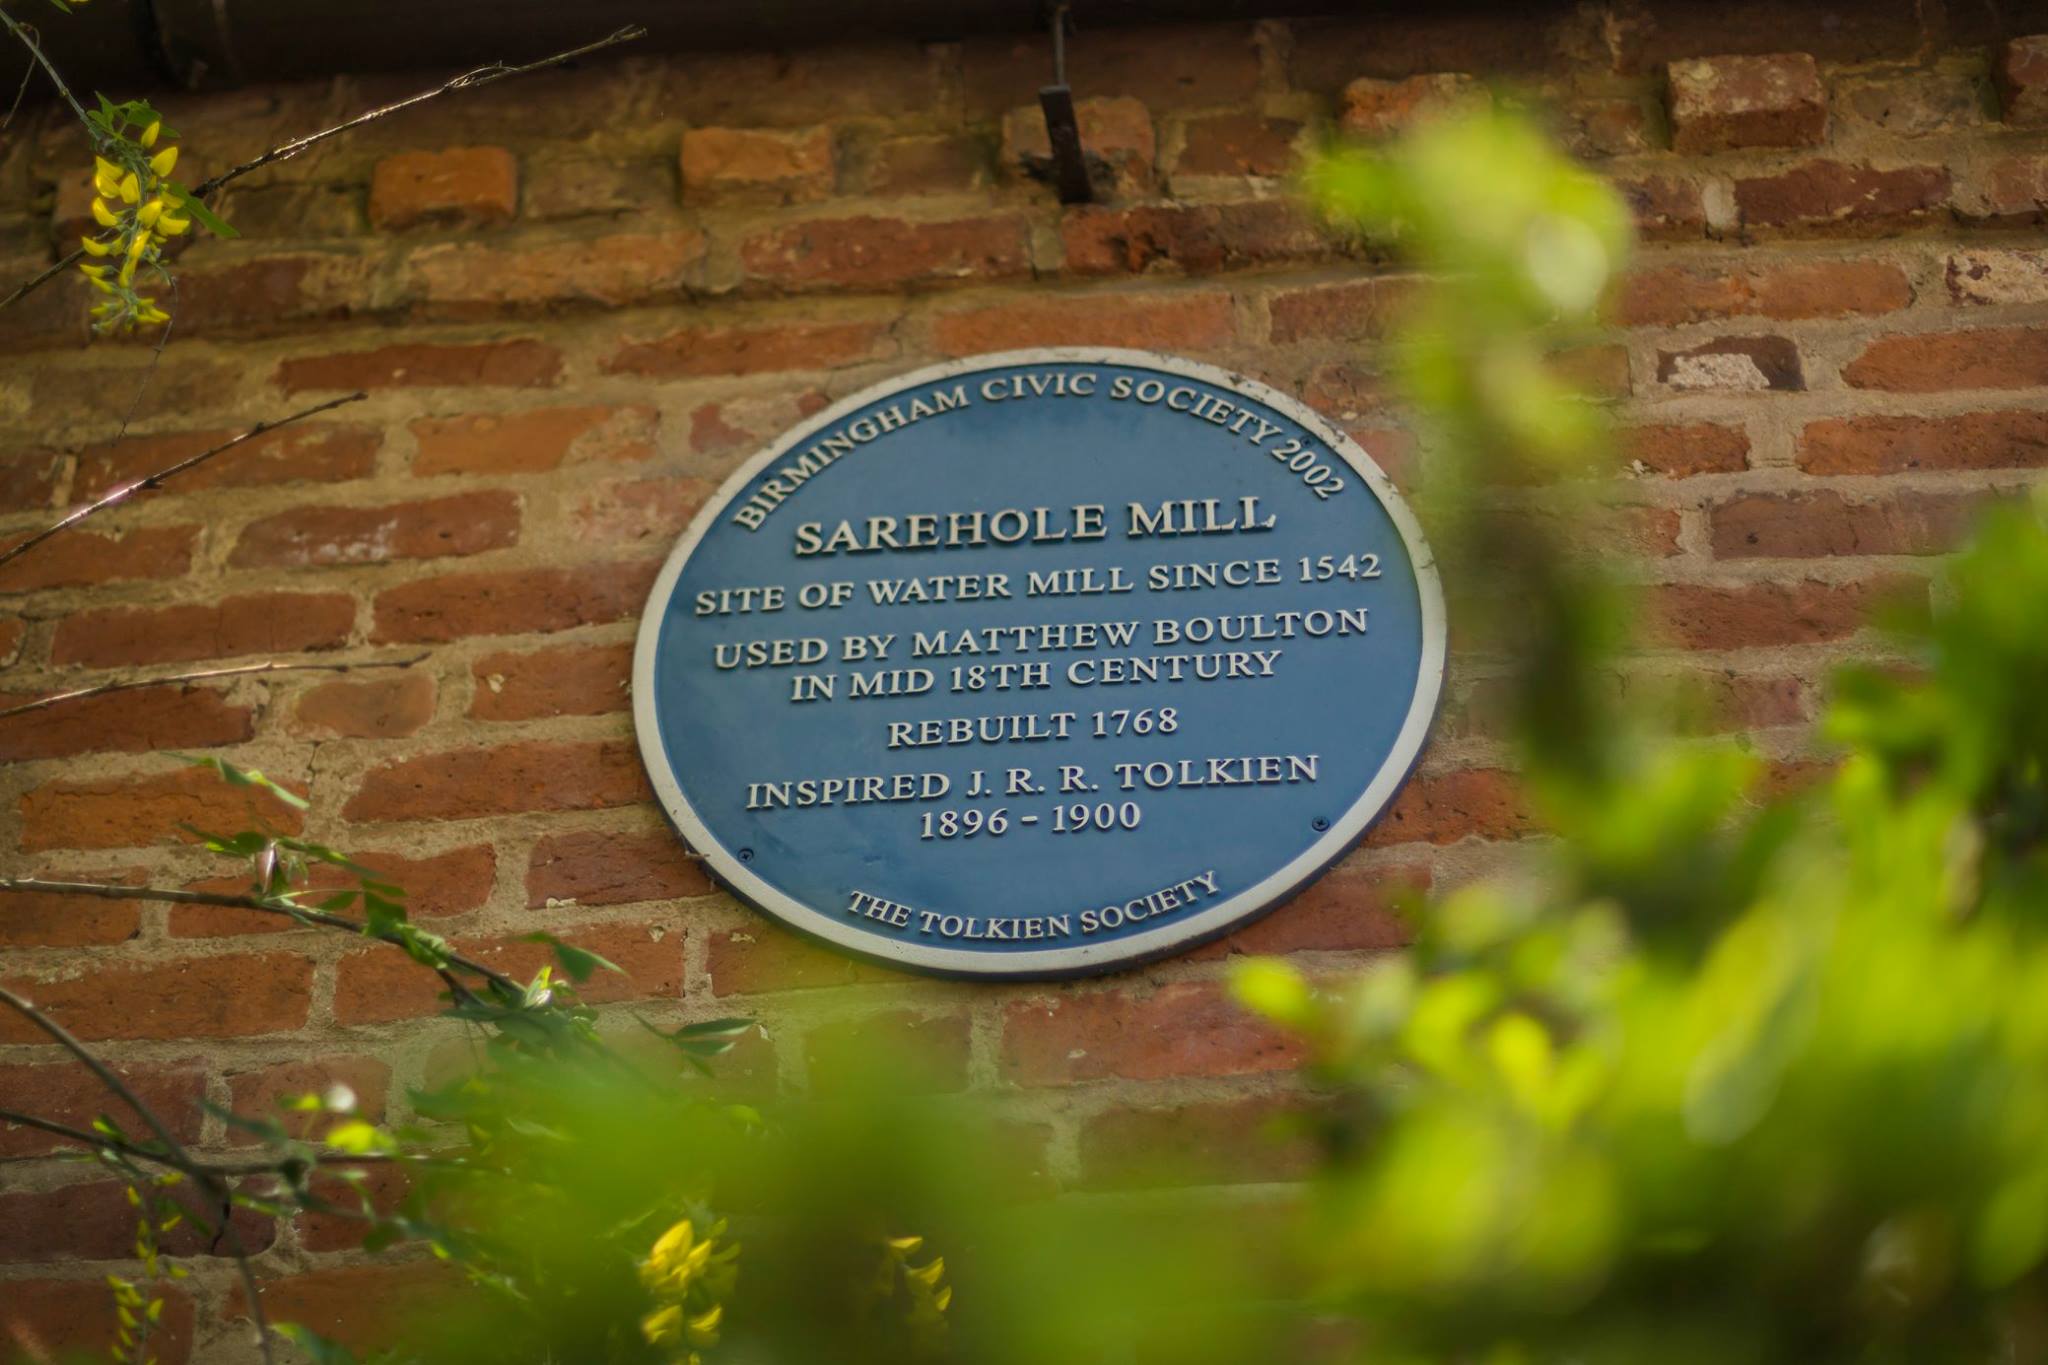 BIRMINGHAM CIVIC SOCIETY 2002
SAREHOLE MILL
SITE OF WATER MILL SINCE 1542
USED BY MATTHEW BOULTON
IN MID 18TH CENTURY
REBUILT 1768
INSPIRED J. R. R. TOLKIEN
1896 - 1900
THE TOLKIEN SOCIETY